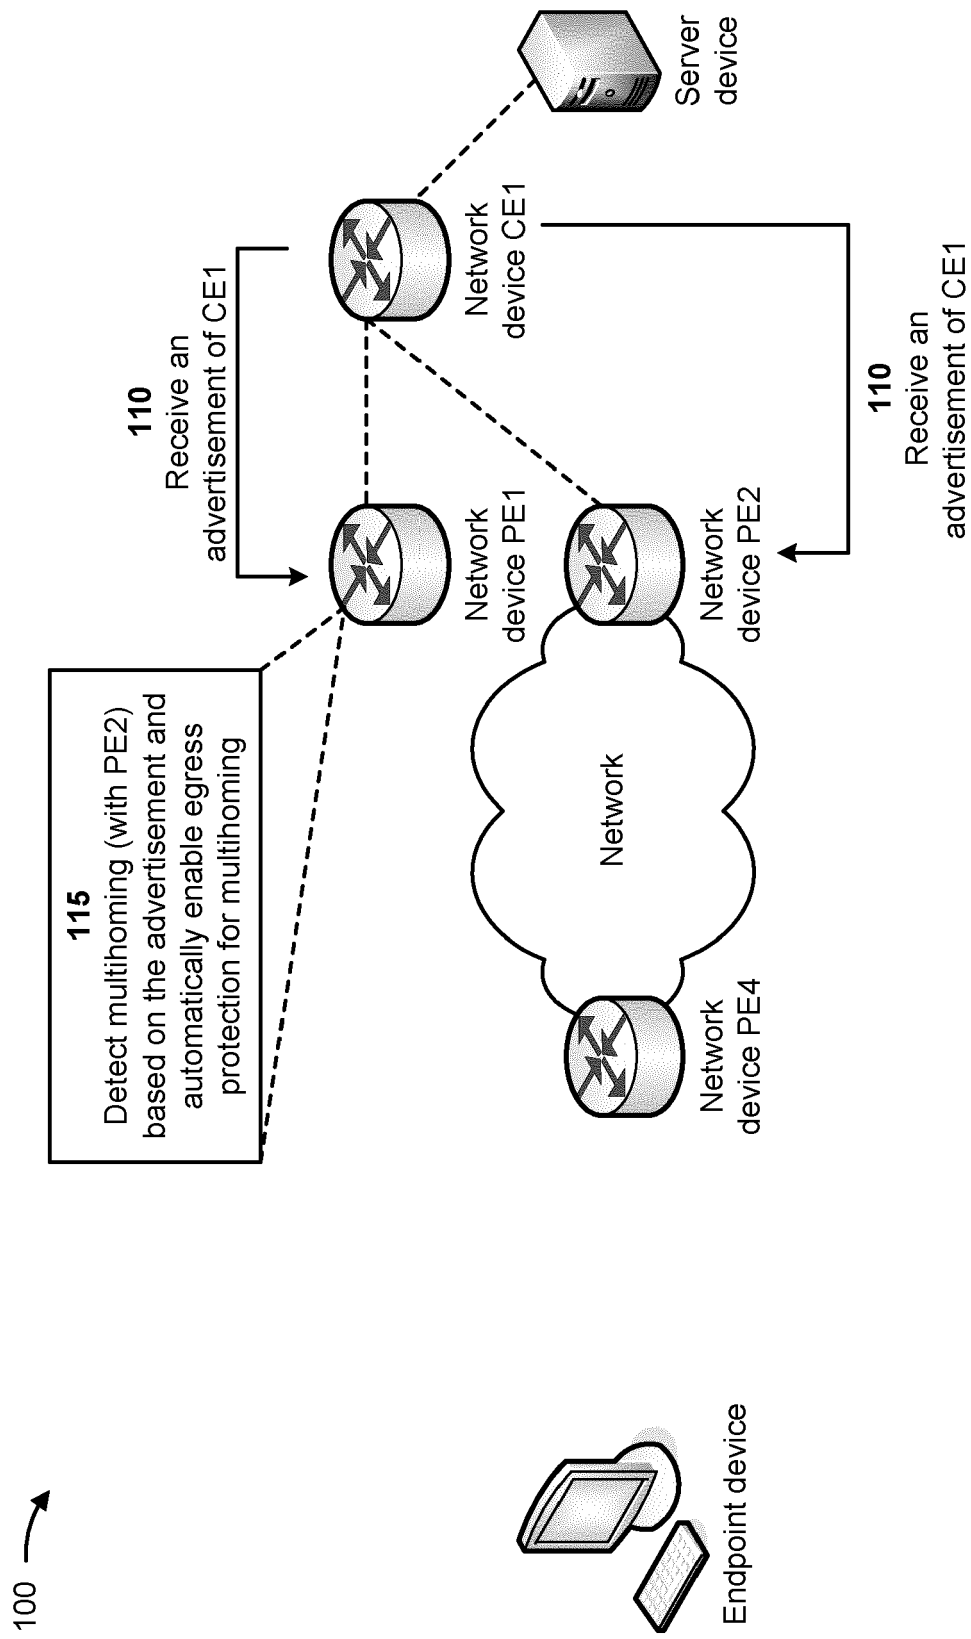 100
115
Detect multihoming (with PE2)
based on the advertisement and
automatically enable egress
protection for multihoming
110
Receive an
advertisement of CE1
Network
device PE1
Network
device CE1
Server
device
Network
device PE4
Network
Network
device PE2
Endpoint device
110
Receive an
advertisement of CE1